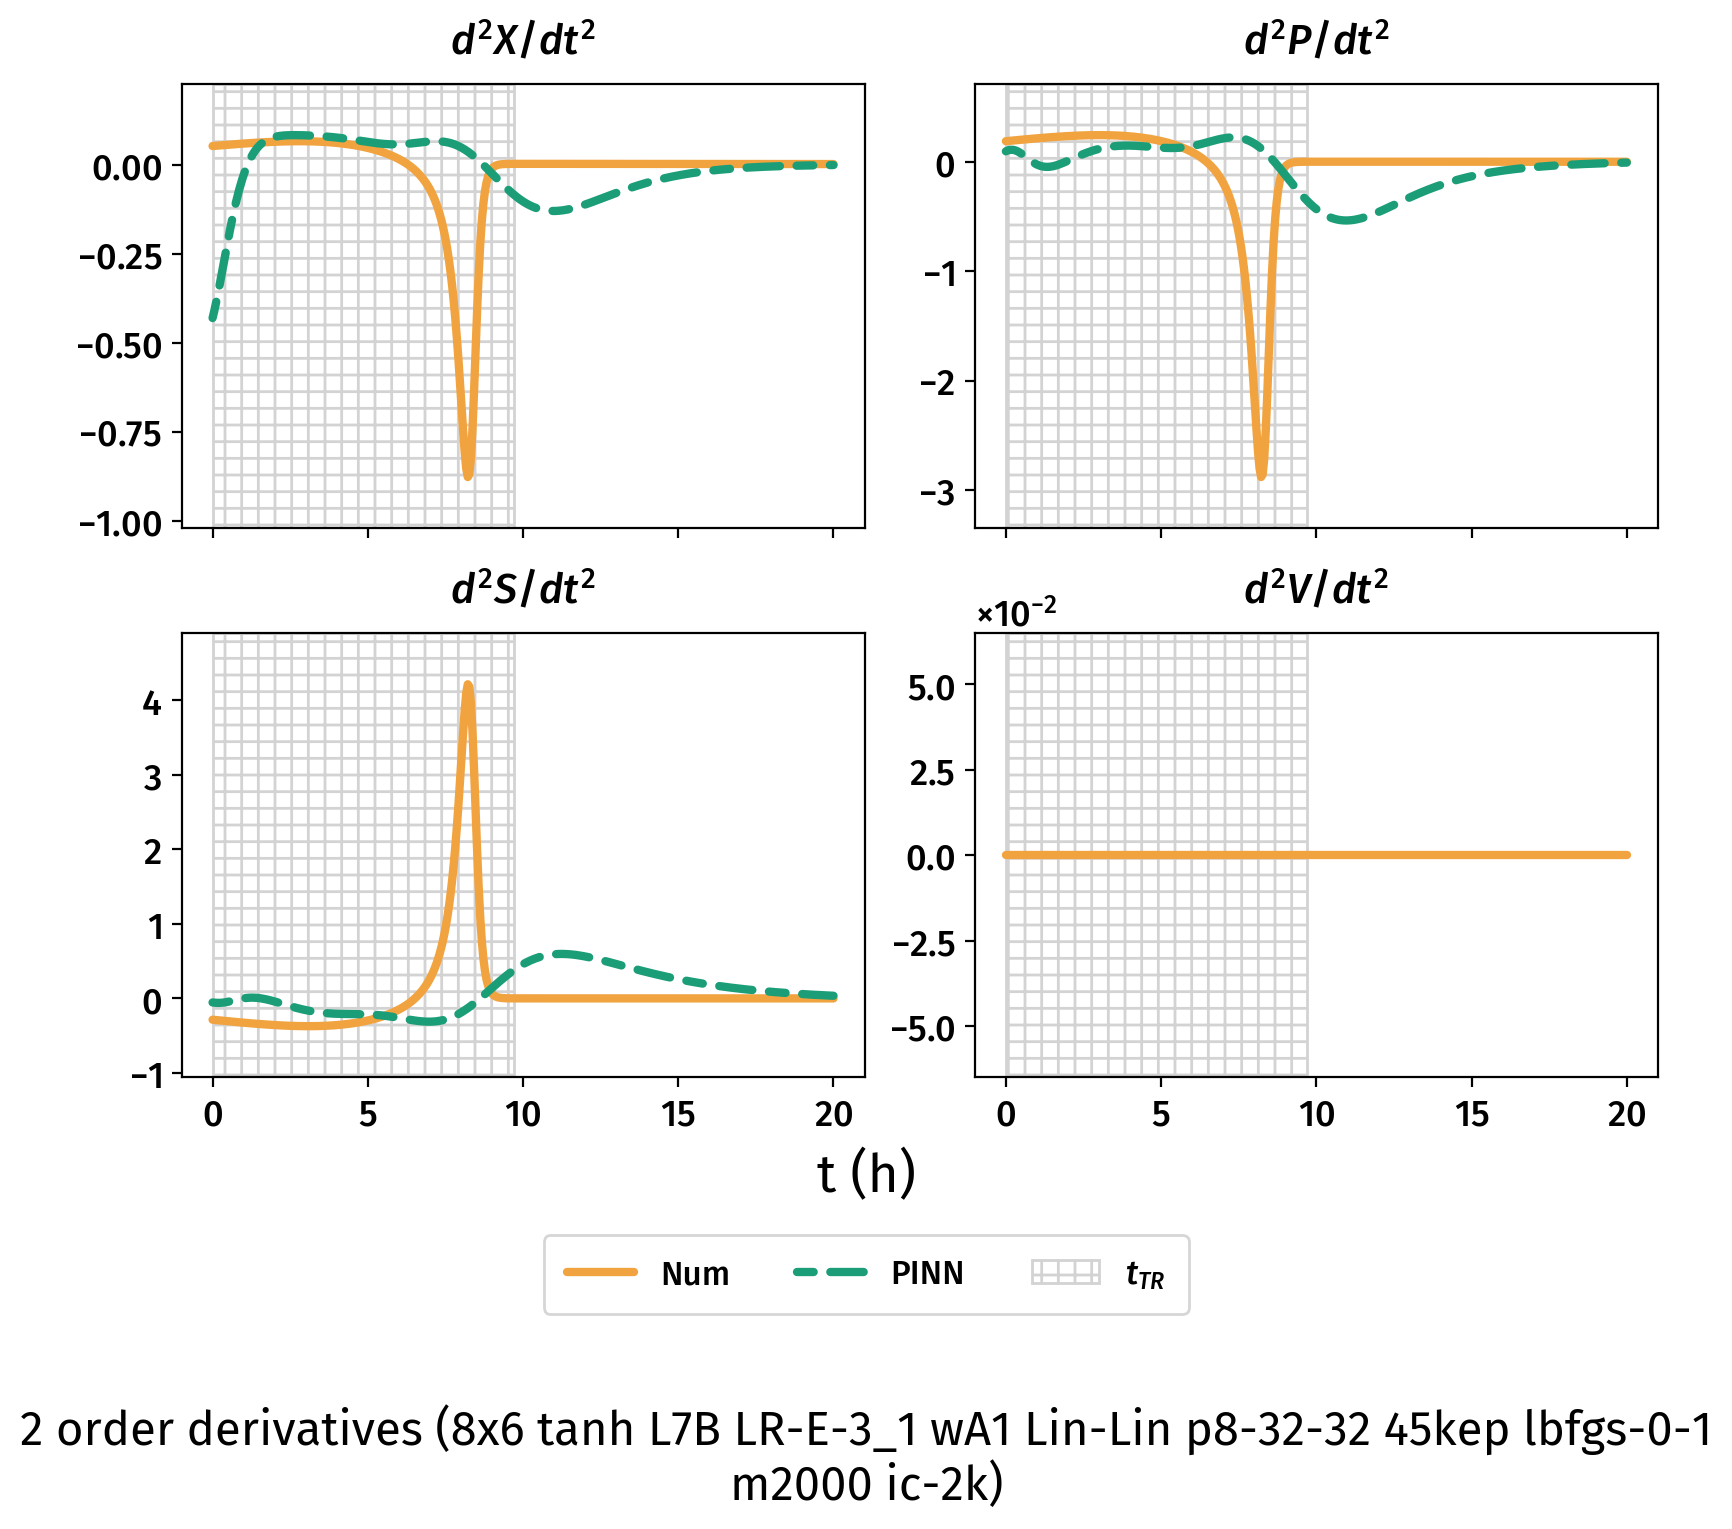 d²X/dt²
d²P/dt²
0.00
−0.25
−0.50
−0.75
−1.00
0
−1
−2
−3
d²S/dt²
d²V/dt²
×10⁻²
4
3
2
1
0
−1
5.0
2.5
0.0
−2.5
−5.0
0 5 10 15 20
0 5 10 15 20
t (h)
Num PINN t_TR
2 order derivatives (8x6 tanh L7B LR-E-3_1 wA1 Lin-Lin p8-32-32 45kep lbfgs-0-1
m2000 ic-2k)